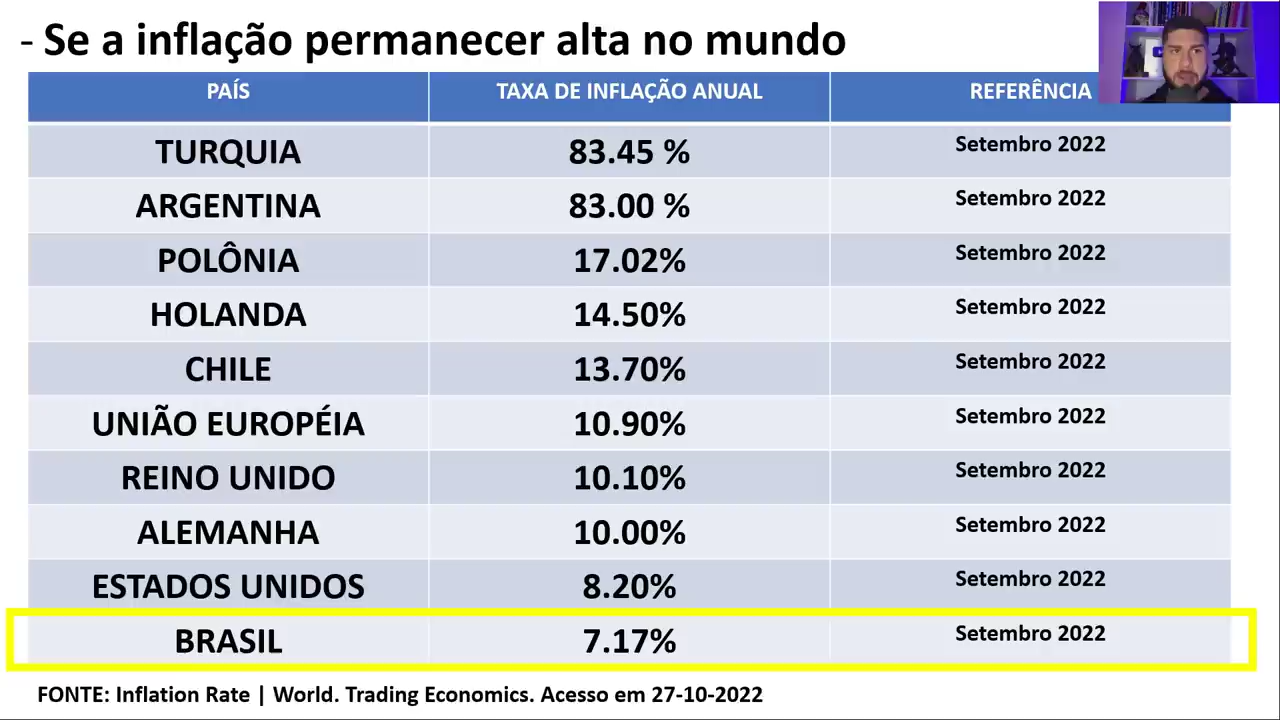 - Se a inflação permanecer alta no mundo
PAÍS TAXA DE INFLAÇÃO ANUAL REFERÊNCIA
TURQUIA 83.45 % Setembro 2022
ARGENTINA 83.00 % Setembro 2022
POLÔNIA 17.02% Setembro 2022
HOLANDA 14.50% Setembro 2022
CHILE 13.70% Setembro 2022
UNIÃO EUROPÉIA 10.90% Setembro 2022
REINO UNIDO 10.10% Setembro 2022
ALEMANHA 10.00% Setembro 2022
ESTADOS UNIDOS 8.20% Setembro 2022
BRASIL 7.17% Setembro 2022
FONTE: Inflation Rate | World. Trading Economics. Acesso em 27-10-2022